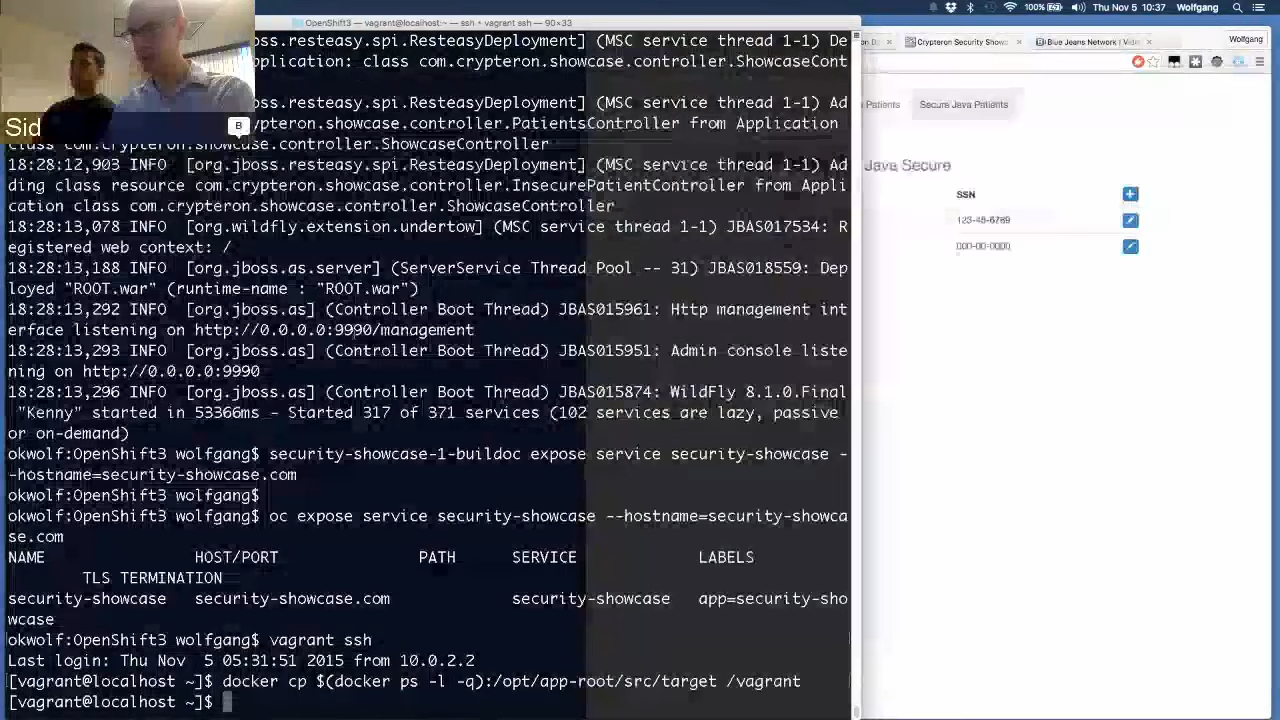 100%
Thu Nov 5 10:37 Wolfgang
OpenShift3 — vagrant@localhost:~ — ssh • vagrant ssh — 90×33
Crypteron Security Show
Blue Jeans Network | Vide
Wolfgang
Patients
Secure Java Patients
Java Secure
SSN
123-45-6789
000-00-0000
Sid
B
boss.resteasy.spi.ResteasyDeployment] (MSC service thread 1-1) De
pplication: class com.crypteron.showcase.controller.ShowcaseCont
boss.resteasy.spi.ResteasyDeployment] (MSC service thread 1-1) Ad
crypteron.showcase.controller.PatientsController from Application
class com.crypteron.showcase.controller.ShowcaseController
18:28:12,903 INFO  [org.jboss.resteasy.spi.ResteasyDeployment] (MSC service thread 1-1) Ad
ding class resource com.crypteron.showcase.controller.InsecurePatientController from Appli
cation class com.crypteron.showcase.controller.ShowcaseController
18:28:13,078 INFO  [org.wildfly.extension.undertow] (MSC service thread 1-1) JBAS017534: R
egistered web context: /
18:28:13,188 INFO  [org.jboss.as.server] (ServerService Thread Pool -- 31) JBAS018559: Dep
loyed "ROOT.war" (runtime-name : "ROOT.war")
18:28:13,292 INFO  [org.jboss.as] (Controller Boot Thread) JBAS015961: Http management int
erface listening on http://0.0.0.0:9990/management
18:28:13,293 INFO  [org.jboss.as] (Controller Boot Thread) JBAS015951: Admin console liste
ning on http://0.0.0.0:9990
18:28:13,296 INFO  [org.jboss.as] (Controller Boot Thread) JBAS015874: WildFly 8.1.0.Final
"Kenny" started in 53366ms - Started 317 of 371 services (102 services are lazy, passive
or on-demand)
okwolf:OpenShift3 wolfgang$ security-showcase-1-buildoc expose service security-showcase -
-hostname=security-showcase.com
okwolf:OpenShift3 wolfgang$
okwolf:OpenShift3 wolfgang$ oc expose service security-showcase --hostname=security-showca
se.com
NAME HOST/PORT PATH SERVICE LABELS
TLS TERMINATION
security-showcase security-showcase.com security-showcase app=security-sho
wcase
okwolf:OpenShift3 wolfgang$ vagrant ssh
Last login: Thu Nov  5 05:31:51 2015 from 10.0.2.2
[vagrant@localhost ~]$ docker cp $(docker ps -l -q):/opt/app-root/src/target /vagrant
[vagrant@localhost ~]$